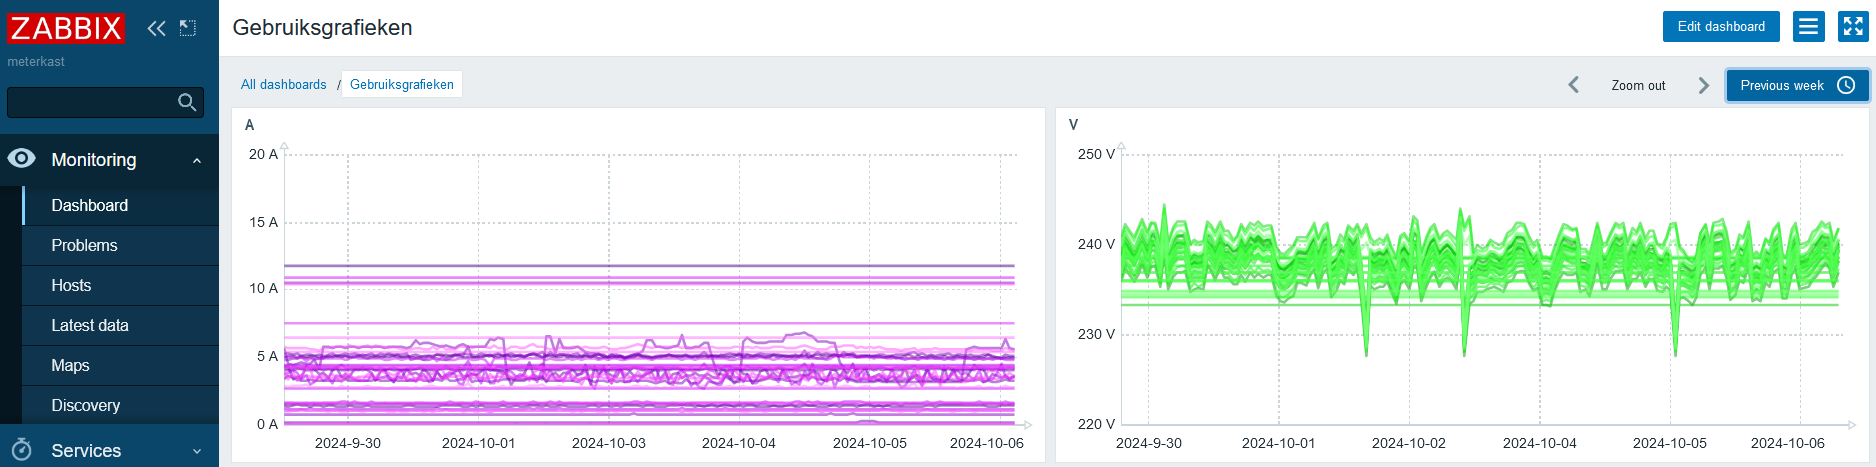 ZABBIX
meterkast
Monitoring
Dashboard
Problems
Hosts
Latest data
Maps
Discovery
Services
Gebruiksgrafieken
Edit dashboard
All dashboards / Gebruiksgrafieken
Zoom out
Previous week
A
20 A
15 A
10 A
5 A
0 A
2024-9-30 2024-10-01 2024-10-03 2024-10-04 2024-10-05 2024-10-06
V
250 V
240 V
230 V
220 V
2024-9-30 2024-10-01 2024-10-02 2024-10-04 2024-10-05 2024-10-06